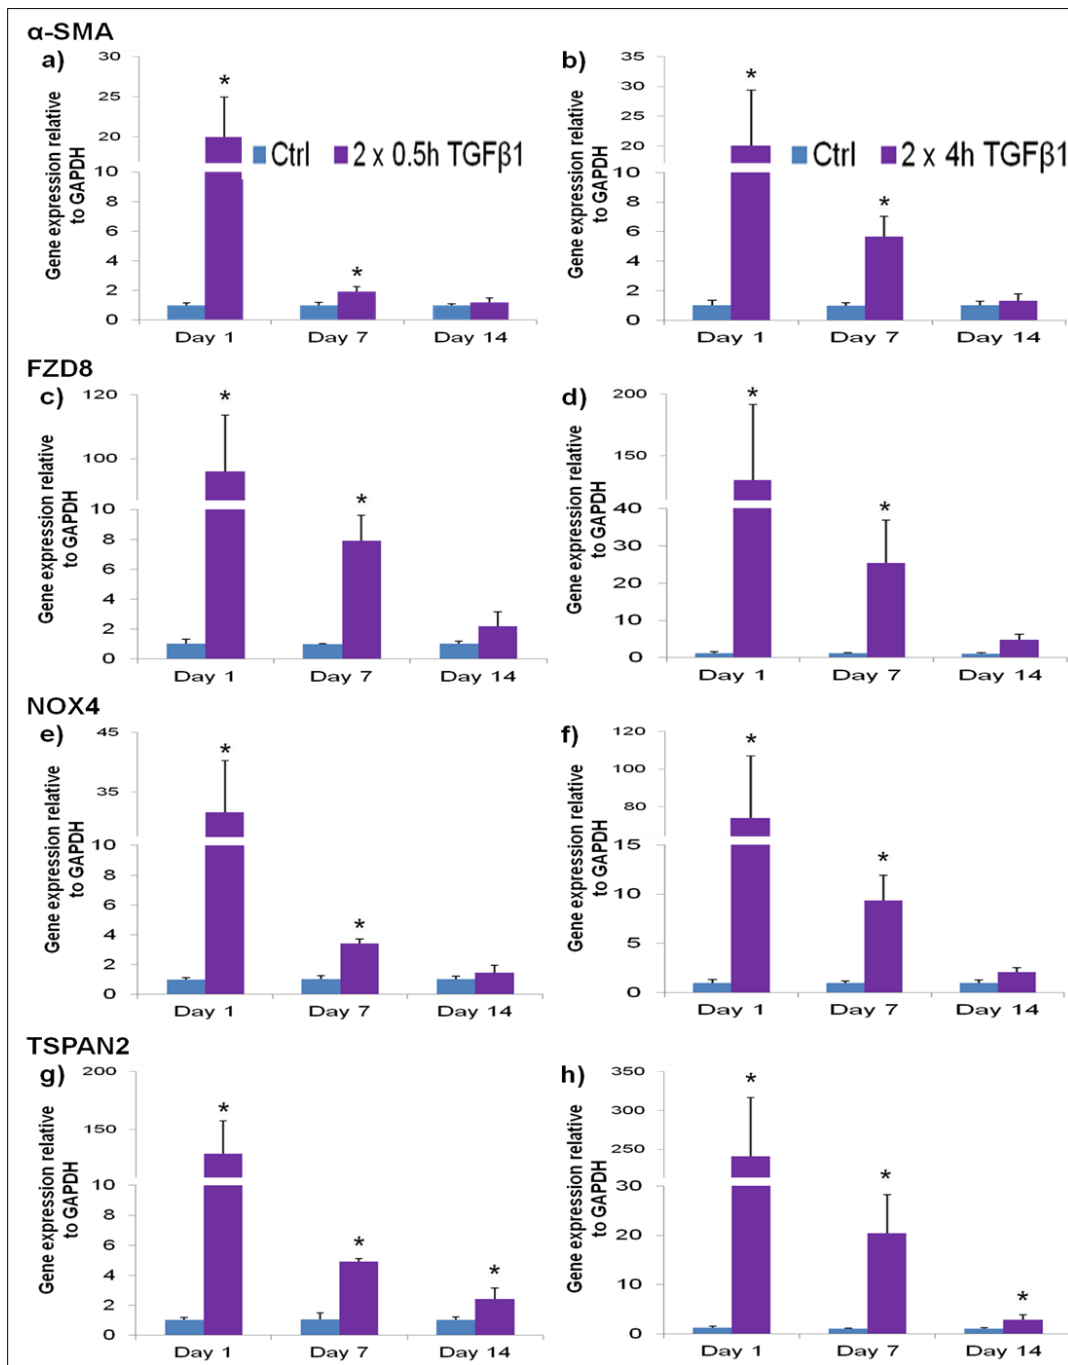 α-SMA
a)
Gene expression relative
to GAPDH
30
25
20
10
8
6
4
2
0
*
*
Ctrl
2 x 0.5h TGFβ1
Day 1
Day 7
Day 14
b)
Gene expression relative
to GAPDH
35
30
25
20
10
8
6
4
2
0
*
*
Ctrl
2 x 4h TGFβ1
Day 1
Day 7
Day 14
FZD8
c)
Gene expression relative
to GAPDH
120
100
10
8
6
4
2
0
*
*
Day 1
Day 7
Day 14
d)
Gene expression relative
to GAPDH
200
150
40
30
20
10
0
*
*
Day 1
Day 7
Day 14
NOX4
e)
Gene expression relative
to GAPDH
45
35
10
8
6
4
2
0
*
*
Day 1
Day 7
Day 14
f)
Gene expression relative
to GAPDH
120
100
80
15
10
5
0
*
*
Day 1
Day 7
Day 14
TSPAN2
g)
Gene expression relative
to GAPDH
200
150
10
8
6
4
2
0
*
*
*
Day 1
Day 7
Day 14
h)
Gene expression relative
to GAPDH
350
300
250
30
20
10
0
*
*
*
Day 1
Day 7
Day 14